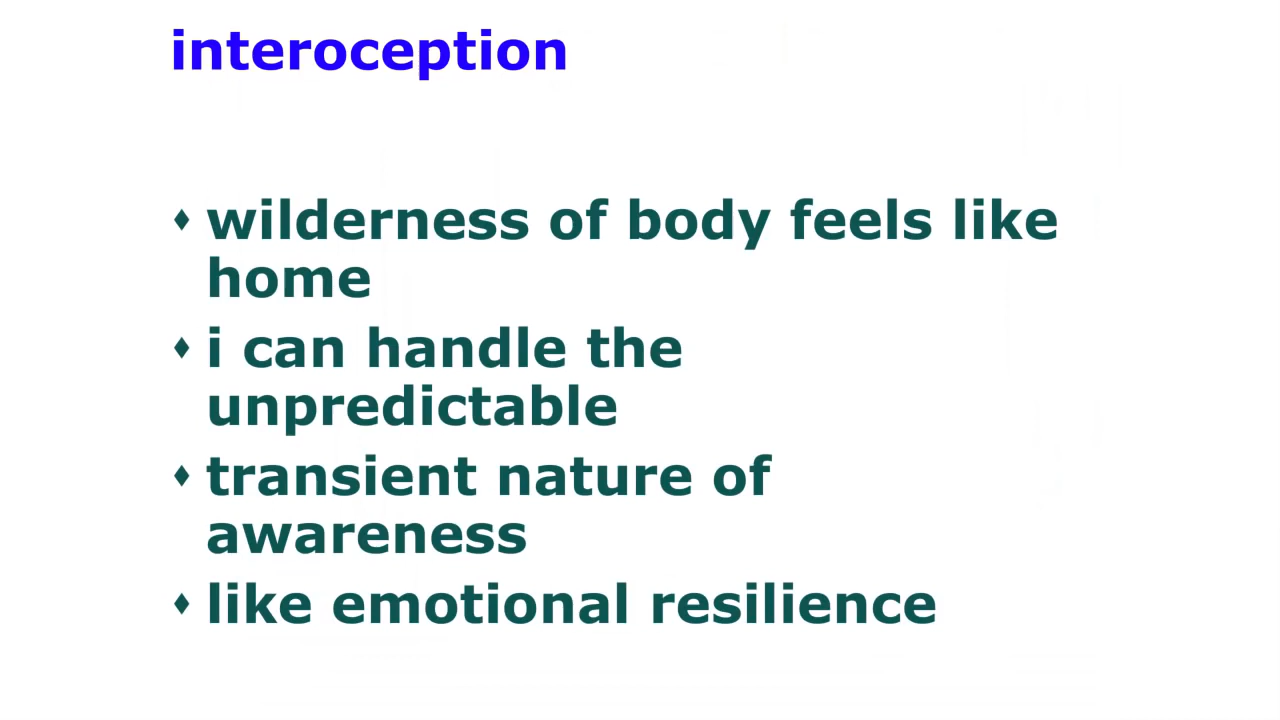 interoception
♦ wilderness of body feels like
home
♦ i can handle the
unpredictable
♦ transient nature of
awareness
♦ like emotional resilience